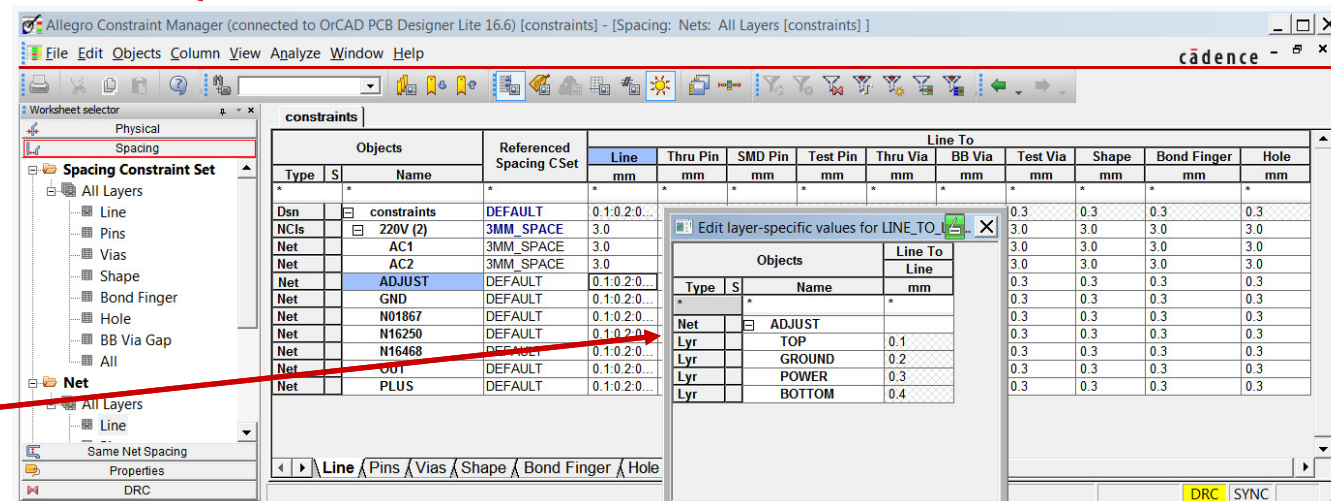 Allegro Constraint Manager (connected to OrCAD PCB Designer Lite 16.6) [constraints] - [Spacing: Nets: All Layers [constraints] ]
File Edit Objects Column View Analyze Window Help
cādence
Worksheet selector
Physical
Spacing
Spacing Constraint Set
All Layers
Line
Pins
Vias
Shape
Bond Finger
Hole
BB Via Gap
All
Net
All Layers
Line
Same Net Spacing
Properties
DRC
constraints
Objects Referenced Spacing CSet Line To
Line Thru Pin SMD Pin Test Pin Thru Via BB Via Test Via Shape Bond Finger Hole
Type S Name mm mm mm mm mm mm mm mm mm mm
* * * * * * * * * * * * *
Dsn constraints DEFAULT 0.1:0.2:0... 0.3 0.3 0.3 0.3
NCls 220V (2) 3MM_SPACE 3.0 3.0 3.0 3.0 3.0
Net AC1 3MM_SPACE 3.0 3.0 3.0 3.0 3.0
Net AC2 3MM_SPACE 3.0 3.0 3.0 3.0 3.0
Net ADJUST DEFAULT 0.1:0.2:0... 0.3 0.3 0.3 0.3
Net GND DEFAULT 0.1:0.2:0... 0.3 0.3 0.3 0.3
Net N01867 DEFAULT 0.1:0.2:0... 0.3 0.3 0.3 0.3
Net N16250 DEFAULT 0.1:0.2:0... 0.3 0.3 0.3 0.3
Net N16468 DEFAULT 0.1:0.2:0... 0.3 0.3 0.3 0.3
Net OUT DEFAULT 0.1:0.2:0... 0.3 0.3 0.3 0.3
Net PLUS DEFAULT 0.1:0.2:0... 0.3 0.3 0.3 0.3
Edit layer-specific values for LINE_TO_
Objects Line To
Line
Type S Name mm
* * *
Net ADJUST
Lyr TOP 0.1
Lyr GROUND 0.2
Lyr POWER 0.3
Lyr BOTTOM 0.4
Line Pins Vias Shape Bond Finger Hole
DRC SYNC